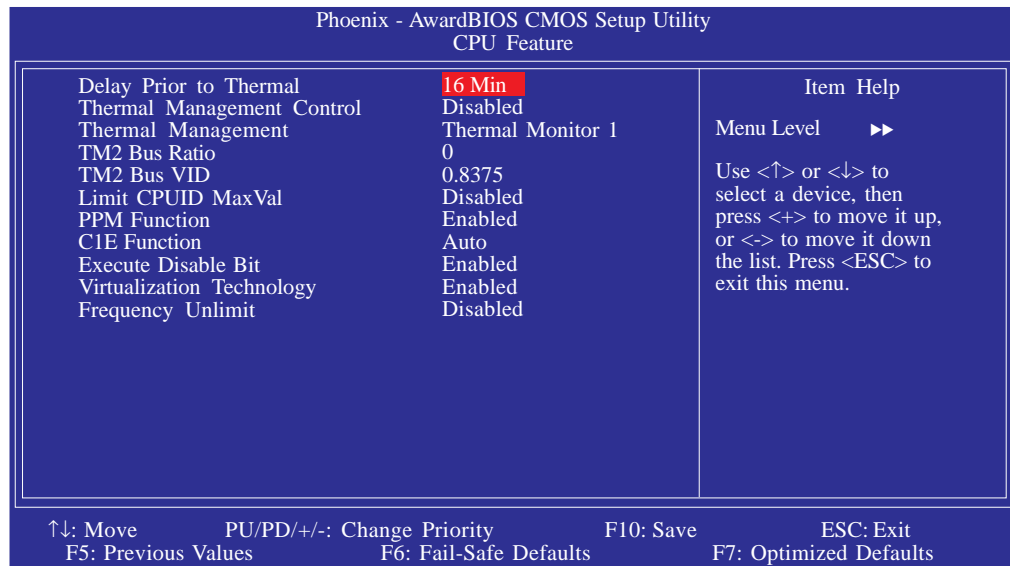 Phoenix - AwardBIOS CMOS Setup Utility
CPU Feature
Delay Prior to Thermal 16 Min
Thermal Management Control Disabled
Thermal Management Thermal Monitor 1
TM2 Bus Ratio 0
TM2 Bus VID 0.8375
Limit CPUID MaxVal Disabled
PPM Function Enabled
C1E Function Auto
Execute Disable Bit Enabled
Virtualization Technology Enabled
Frequency Unlimit Disabled
Item Help
Menu Level ▶▶
Use <↑> or <↓> to
select a device, then
press <+> to move it up,
or <-> to move it down
the list. Press <ESC> to
exit this menu.
↑↓: Move PU/PD/+/-: Change Priority F10: Save ESC: Exit
F5: Previous Values F6: Fail-Safe Defaults F7: Optimized Defaults